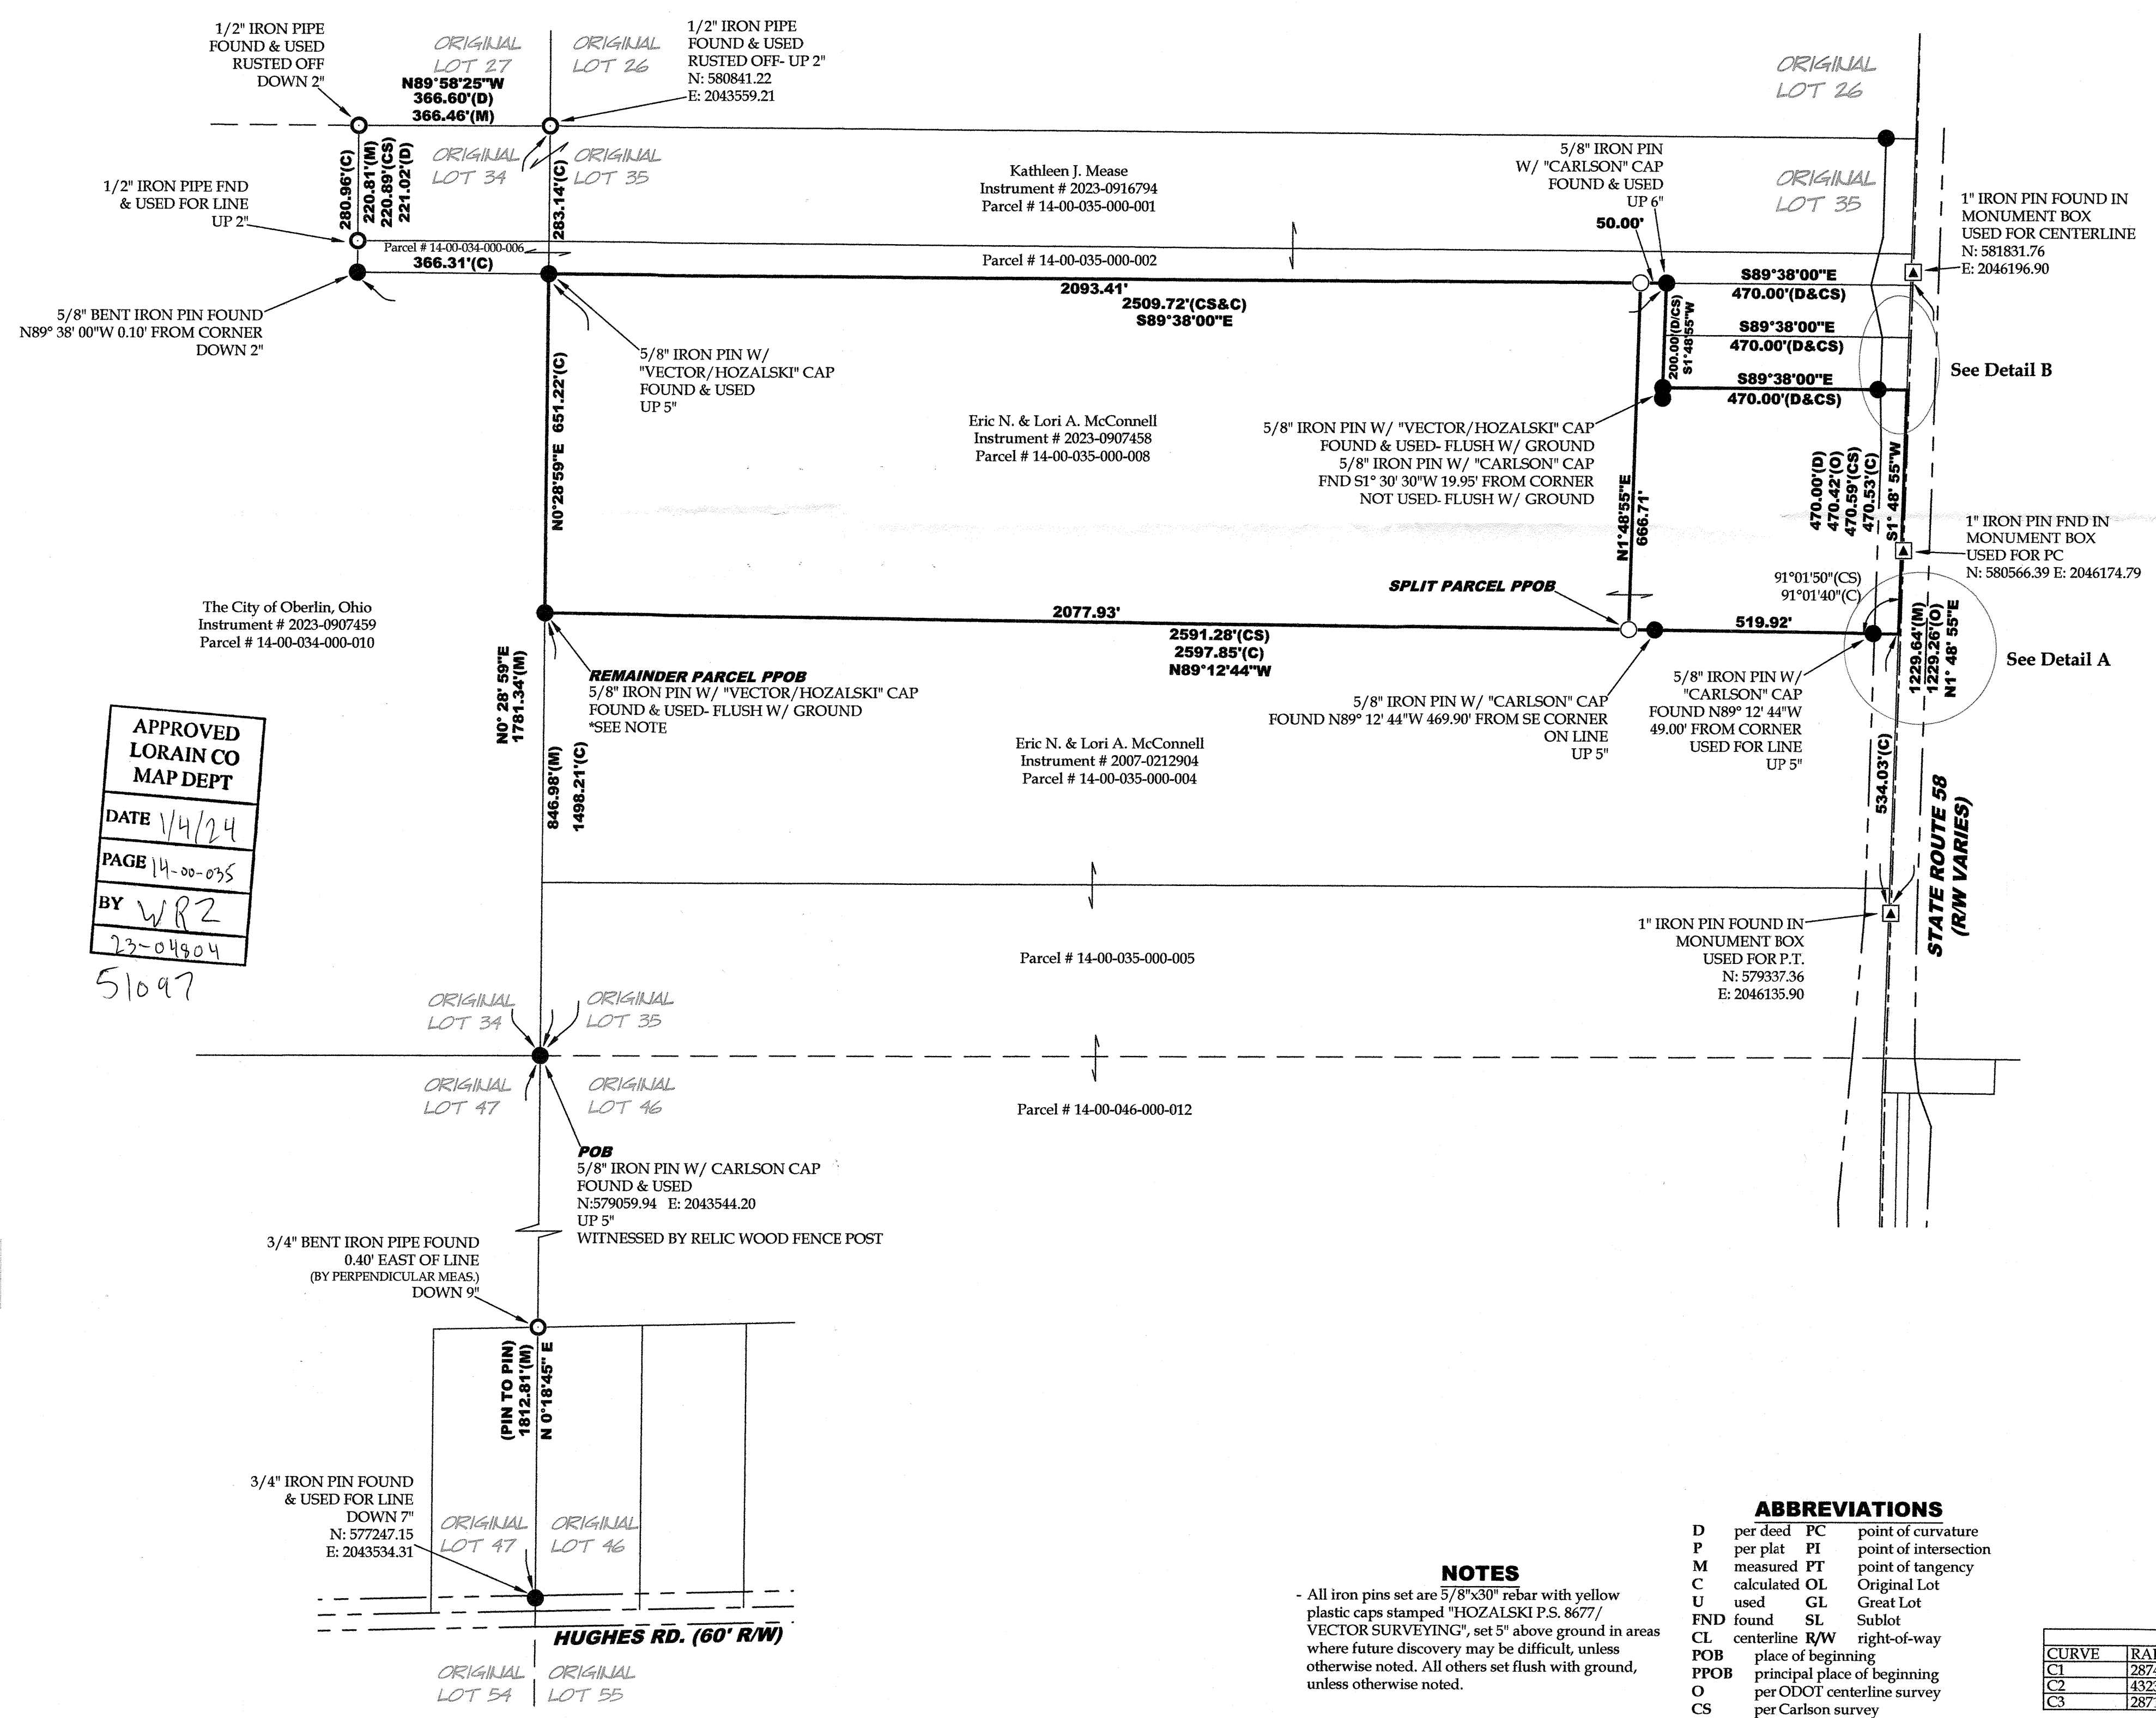 1/2" IRON PIPE
FOUND & USED
RUSTED OFF
DOWN 2"
ORIGINAL
LOT 27
N89°58'25"W
366.60'(D)
366.46'(M)
ORIGINAL
LOT 26
1/2" IRON PIPE
FOUND & USED
RUSTED OFF- UP 2"
N: 580841.22
E: 2043559.21
ORIGINAL
LOT 26
280.96'(C)
220.81'(M)
220.89'(CS)
221.02'(D)
ORIGINAL
LOT 34
283.14'(C)
ORIGINAL
LOT 35
1/2" IRON PIPE FND
& USED FOR LINE
UP 2"
Parcel # 14-00-034-000-006
366.31'(C)
Kathleen J. Mease
Instrument # 2023-0916794
Parcel # 14-00-035-000-001
Parcel # 14-00-035-000-002
5/8" IRON PIN
W/ "CARLSON" CAP
FOUND & USED
UP 6"
50.00'
ORIGINAL
LOT 35
1" IRON PIN FOUND IN
MONUMENT BOX
USED FOR CENTERLINE
N: 581831.76
E: 2046196.90
5/8" BENT IRON PIN FOUND
N89° 38' 00"W 0.10' FROM CORNER
DOWN 2"
2093.41'
2509.72'(CS&C)
S89°38'00"E
S89°38'00"E
470.00'(D&CS)
S89°38'00"E
470.00'(D&CS)
S89°38'00"E
470.00'(D&CS)
200.00'(D/CS)
S1°48'55"W
See Detail B
5/8" IRON PIN W/
"VECTOR/HOZALSKI" CAP
FOUND & USED
UP 5"
N0°28'59"E 651.22'(C)
Eric N. & Lori A. McConnell
Instrument # 2023-0907458
Parcel # 14-00-035-000-008
5/8" IRON PIN W/ "VECTOR/HOZALSKI" CAP
FOUND & USED- FLUSH W/ GROUND
5/8" IRON PIN W/ "CARLSON" CAP
FND S1° 30' 30"W 19.95' FROM CORNER
NOT USED- FLUSH W/ GROUND
N1°48'55"E
666.71'
470.00'(D)
470.42'(O)
470.59'(CS)
470.53'(C)
S1° 48' 55"W
1" IRON PIN FND IN
MONUMENT BOX
USED FOR PC
N: 580566.39 E: 2046174.79
The City of Oberlin, Ohio
Instrument # 2023-0907459
Parcel # 14-00-034-000-010
SPLIT PARCEL PPOB
91°01'50"(CS)
91°01'40"(C)
2077.93'
2591.28'(CS)
2597.85'(C)
N89°12'44"W
519.92'
1229.64'(M)
1229.26'(O)
N1° 48' 55"E
See Detail A
REMAINDER PARCEL PPOB
5/8" IRON PIN W/ "VECTOR/HOZALSKI" CAP
FOUND & USED- FLUSH W/ GROUND
*SEE NOTE
N0° 28' 59"E
1781.34'(M)
846.98'(M)
1498.21'(C)
5/8" IRON PIN W/ "CARLSON" CAP
FOUND N89° 12' 44"W 469.90' FROM SE CORNER
ON LINE
UP 5"
5/8" IRON PIN W/
"CARLSON" CAP
FOUND N89° 12' 44"W
49.00' FROM CORNER
USED FOR LINE
UP 5"
534.03'(C)
STATE ROUTE 58
(R/W VARIES)
Eric N. & Lori A. McConnell
Instrument # 2007-0212904
Parcel # 14-00-035-000-004
APPROVED
LORAIN CO
MAP DEPT
DATE 1/4/24
PAGE 14-00-035
BY WRZ
23-04804
51097
1" IRON PIN FOUND IN
MONUMENT BOX
USED FOR P.T.
N: 579337.36
E: 2046135.90
Parcel # 14-00-035-000-005
ORIGINAL
LOT 34
ORIGINAL
LOT 35
ORIGINAL
LOT 47
ORIGINAL
LOT 46
Parcel # 14-00-046-000-012
POB
5/8" IRON PIN W/ CARLSON CAP
FOUND & USED
N:579059.94 E: 2043544.20
UP 5"
WITNESSED BY RELIC WOOD FENCE POST
3/4" BENT IRON PIPE FOUND
0.40' EAST OF LINE
(BY PERPENDICULAR MEAS.)
DOWN 9"
(PIN TO PIN)
1812.81'(M)
N 0°18'45" E
3/4" IRON PIN FOUND
& USED FOR LINE
DOWN 7"
N: 577247.15
E: 2043534.31
ORIGINAL
LOT 47
ORIGINAL
LOT 46
HUGHES RD. (60' R/W)
ORIGINAL
LOT 54
ORIGINAL
LOT 55
NOTES
- All iron pins set are 5/8"x30" rebar with yellow
plastic caps stamped "HOZALSKI P.S. 8677/
VECTOR SURVEYING", set 5" above ground in areas
where future discovery may be difficult, unless
otherwise noted. All others set flush with ground,
unless otherwise noted.
ABBREVIATIONS
D per deed PC point of curvature
P per plat PI point of intersection
M measured PT point of tangency
C calculated OL Original Lot
U used GL Great Lot
FND found SL Sublot
CL centerline R/W right-of-way
POB place of beginning
PPOB principal place of beginning
O per ODOT centerline survey
CS per Carlson survey
CURVE
C1
C2
C3